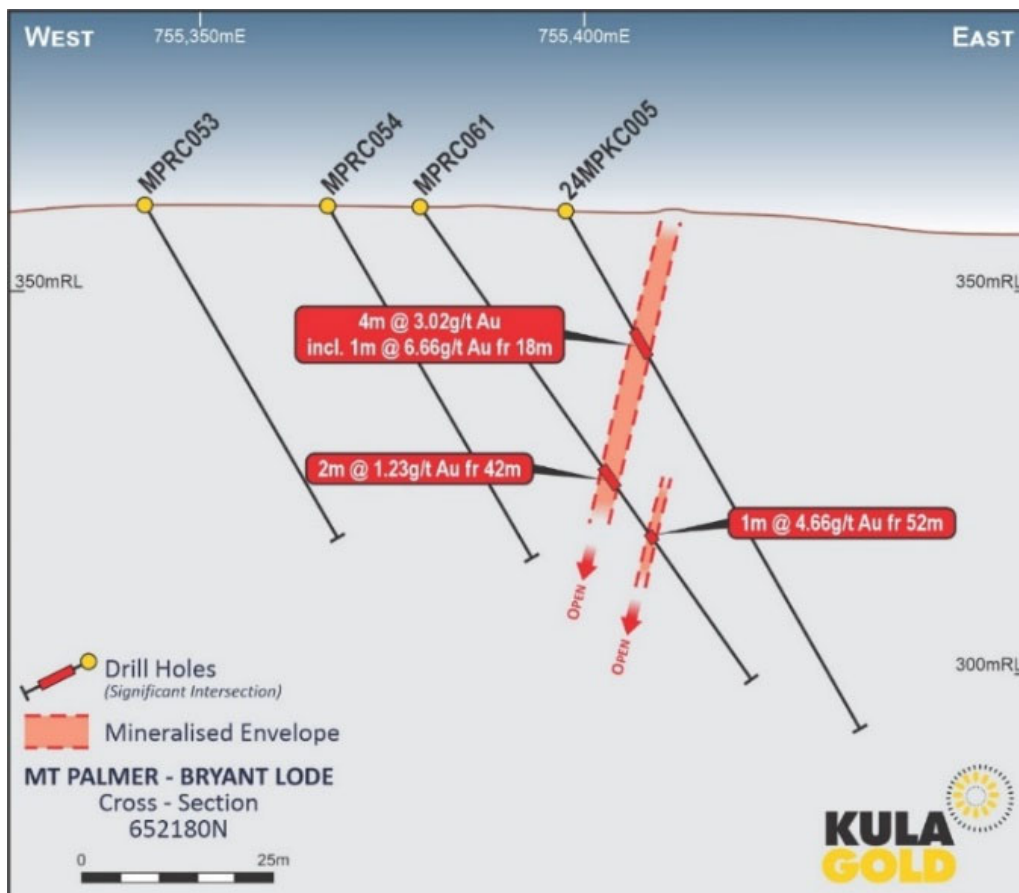 WEST
755,350mE
755,400mE
EAST
MPRC053
MPRC054
MPRC061
24MPKC005
350mRL
350mRL
4m @ 3.02g/t Au
incl. 1m @ 6.66g/t Au fr 18m
2m @ 1.23g/t Au fr 42m
1m @ 4.66g/t Au fr 52m
OPEN
OPEN
300mRL
Drill Holes
(Significant Intersection)
Mineralised Envelope
MT PALMER - BRYANT LODE
Cross - Section
652180N
0 25m
KULA
GOLD